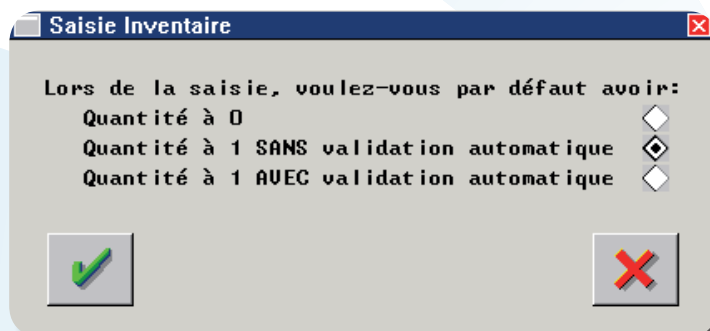 Saisie Inventaire
Lors de la saisie, voulez-vous par défaut avoir:
Quantité à 0
Quantité à 1 SANS validation automatique
Quantité à 1 AVEC validation automatique